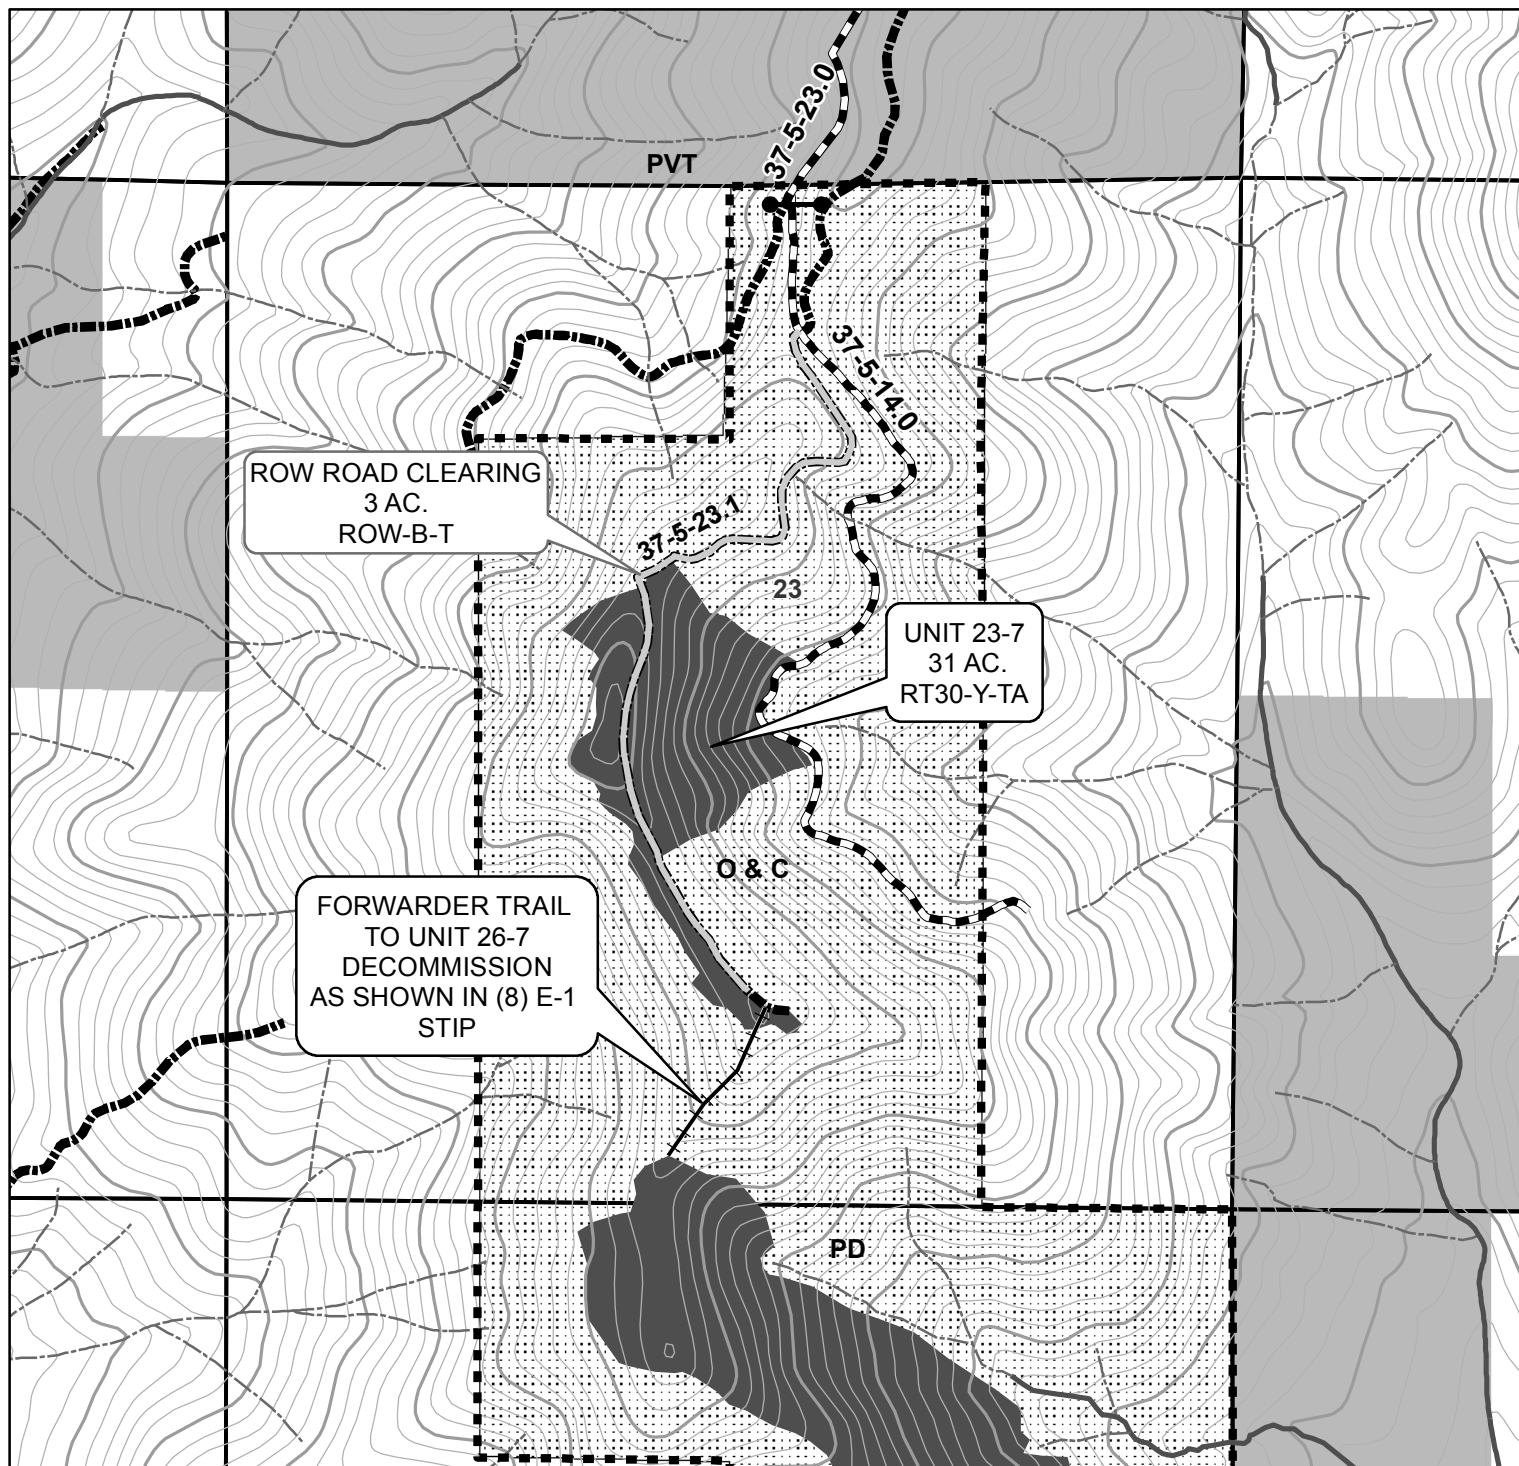 37-5-23.0
PVT
37-5-14.0
ROW ROAD CLEARING
3 AC.
ROW-B-T
37-5-23.1
23
UNIT 23-7
31 AC.
RT30-Y-TA
O & C
FORWARDER TRAIL
TO UNIT 26-7
DECOMMISSION
AS SHOWN IN (8) E-1
STIP
PD